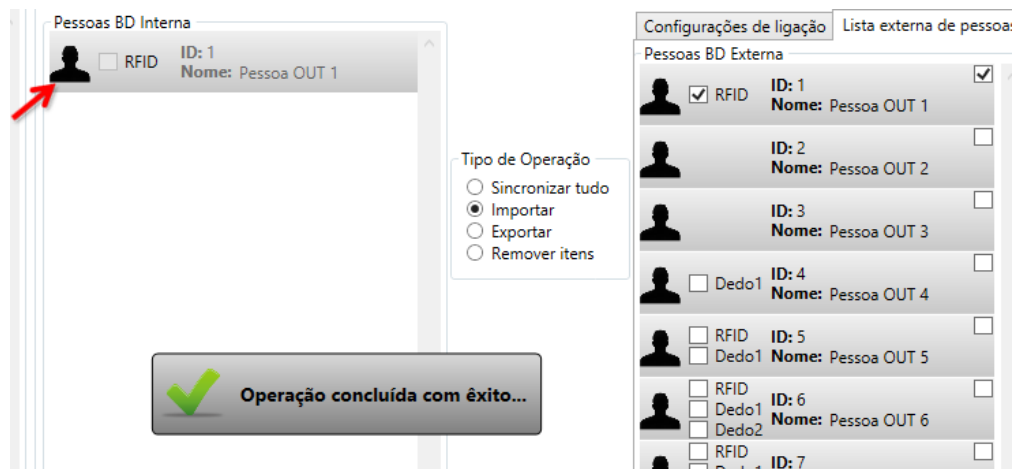 Pessoas BD Interna
RFID
ID: 1
Nome: Pessoa OUT 1
Tipo de Operação
Sincronizar tudo
Importar
Exportar
Remover itens
Operação concluída com êxito...
Configurações de ligação
Lista externa de pessoas
Pessoas BD Externa
RFID
ID: 1
Nome: Pessoa OUT 1
ID: 2
Nome: Pessoa OUT 2
ID: 3
Nome: Pessoa OUT 3
Dedo1
ID: 4
Nome: Pessoa OUT 4
RFID
Dedo1
ID: 5
Nome: Pessoa OUT 5
RFID
Dedo1
Dedo2
ID: 6
Nome: Pessoa OUT 6
RFID
ID: 7